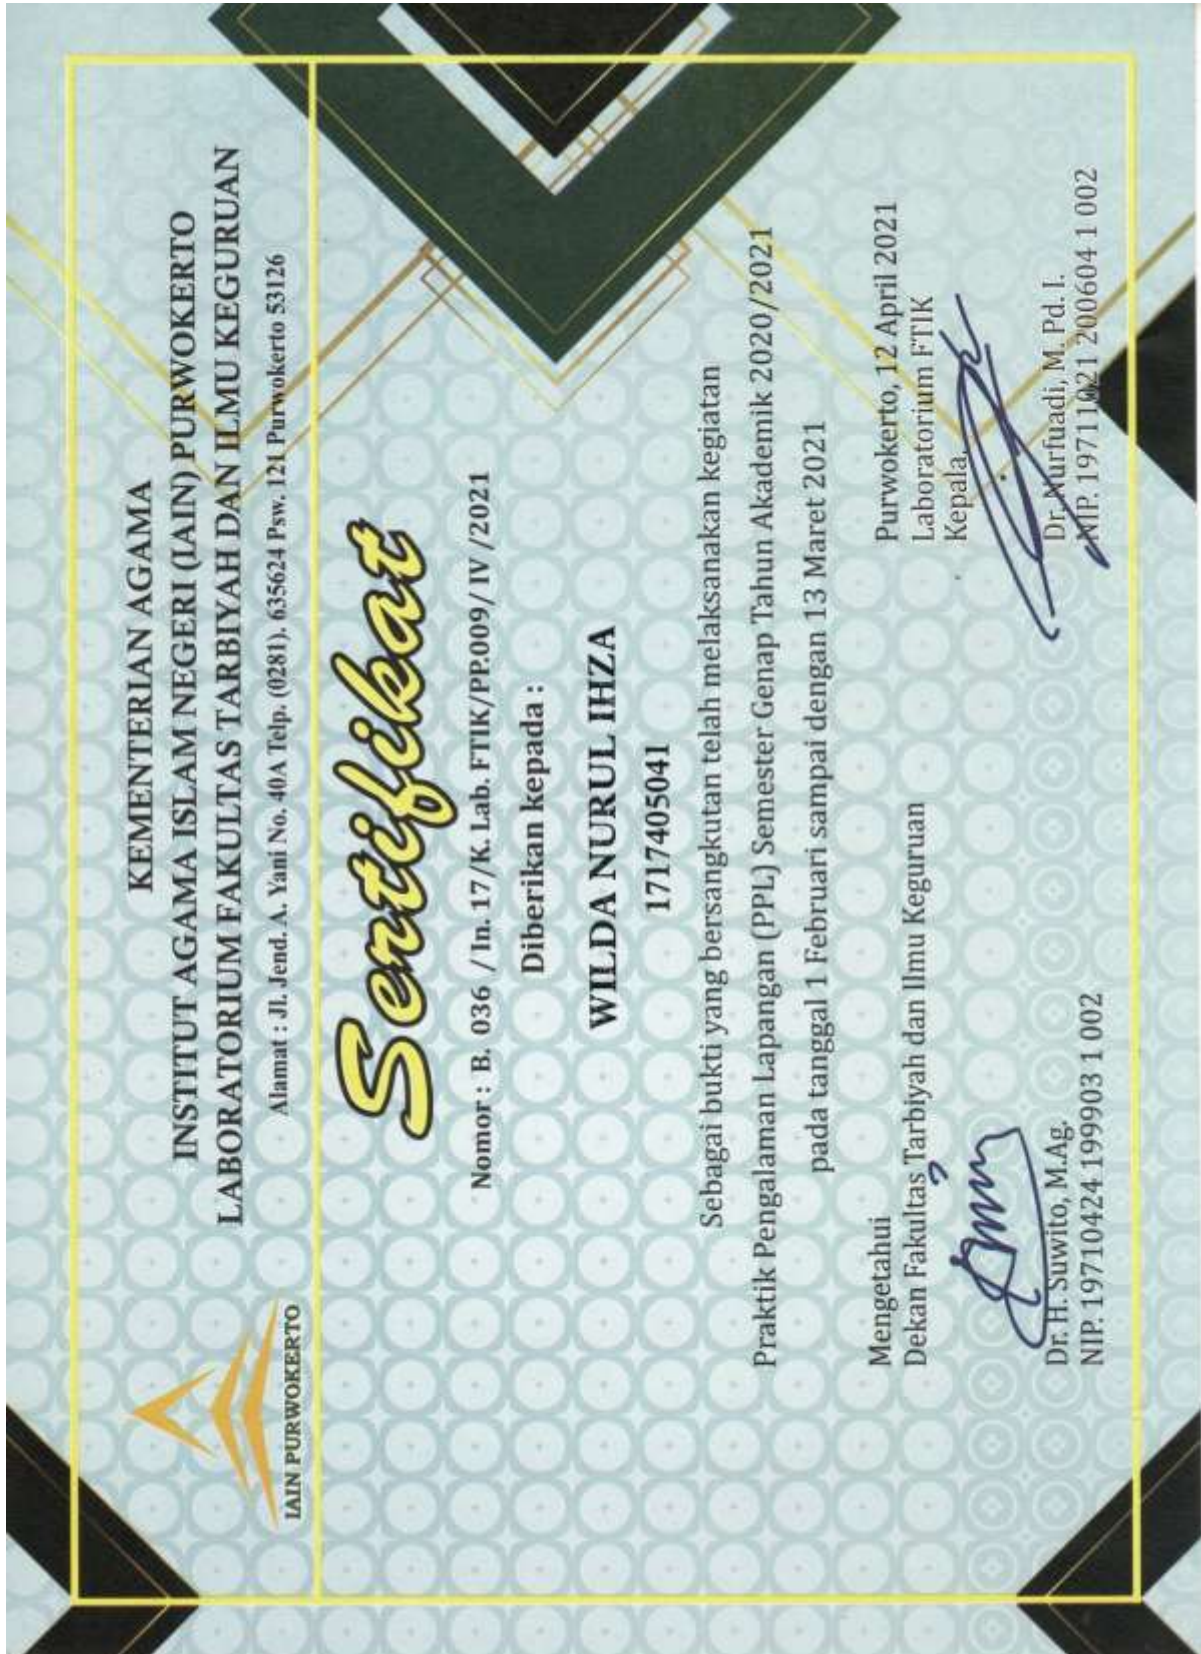 KEMENTERIAN AGAMA
INSTITUT AGAMA ISLAM NEGERI (IAIN) PURWOKERTO
LABORATORIUM FAKULTAS TARBIYAH DAN ILMU KEGURUAN
Alamat : Jl. Jend. A. Yani No. 40A Telp. (0281). 635624 Psw. 121 Purwokerto 53126
IAIN PURWOKERTO
Sertifikat
Nomor : B. 036 / In. 17/K. Lab. FTIK/PP.009/ IV /2021
Diberikan kepada :
WILDA NURUL IHZA
1717405041
Sebagai bukti yang bersangkutan telah melaksanakan kegiatan
Praktik Pengalaman Lapangan (PPL) Semester Genap Tahun Akademik 2020/2021
pada tanggal 1 Februari sampai dengan 13 Maret 2021
Mengetahui
Dekan Fakultas Tarbiyah dan Ilmu Keguruan
Dr. H. Suwito, M.Ag.
NIP. 19710424 199903 1 002
Purwokerto, 12 April 2021
Laboratorium FTIK
Kepala,
Dr. Nurfuadi, M. Pd. I.
NIP. 19711021 200604 1 002